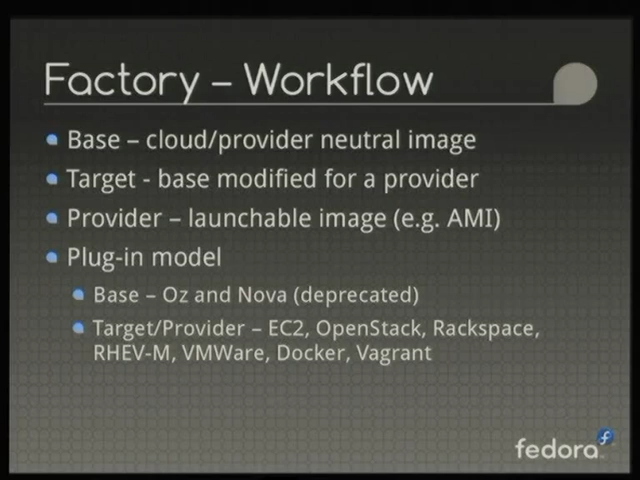 Factory – Workflow
Base – cloud/provider neutral image
Target - base modified for a provider
Provider – launchable image (e.g. AMI)
Plug-in model
Base – Oz and Nova (deprecated)
Target/Provider – EC2, OpenStack, Rackspace,
RHEV-M, VMWare, Docker, Vagrant
fedora